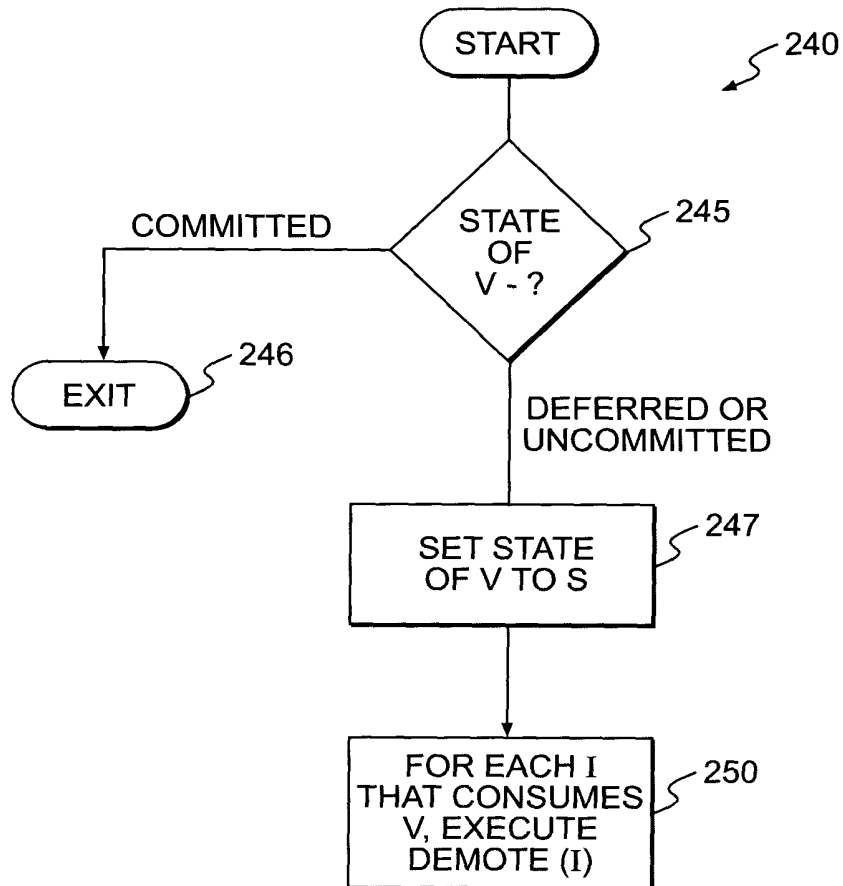 START
240
STATE
OF
V - ?
245
COMMITTED
EXIT
246
DEFERRED OR
UNCOMMITTED
SET STATE
OF V TO S
247
FOR EACH I
THAT CONSUMES
V, EXECUTE
DEMOTE (I)
250